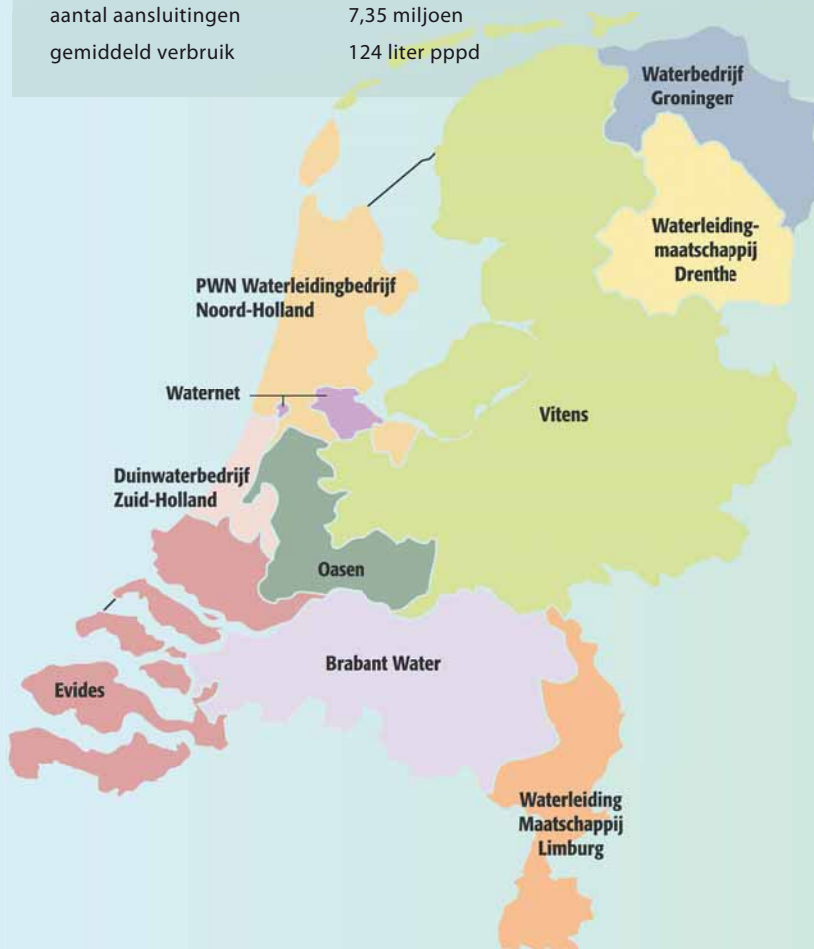 aantal aansluitingen 7,35 miljoen
gemiddeld verbruik 124 liter pppd
Waterbedrijf
Groningen
Waterleiding-
maatschappij
Drenthe
PWN Waterleidingbedrijf
Noord-Holland
Waternet
Vitens
Duinwaterbedrijf
Zuid-Holland
Oasen
Brabant Water
Evides
Waterleiding
Maatschappij
Limburg